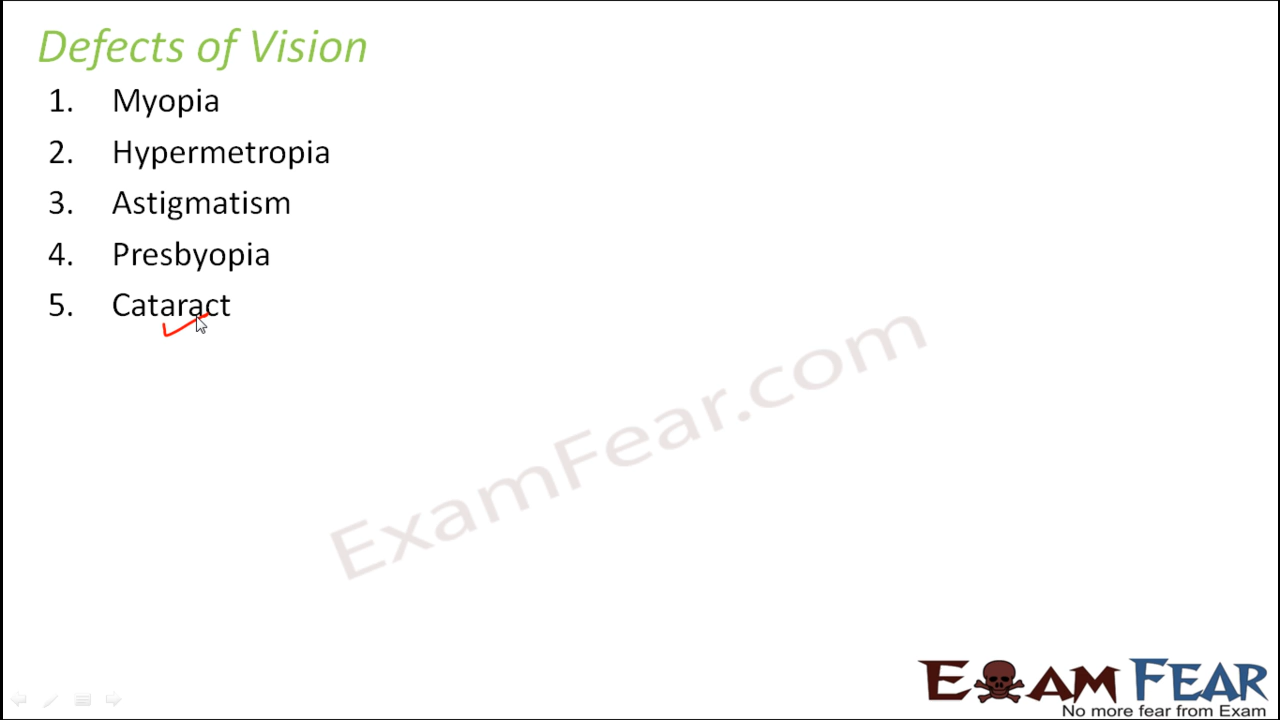 Defects of Vision
1. Myopia
2. Hypermetropia
3. Astigmatism
4. Presbyopia
5. Cataract
ExamFear.com
EXAM FEAR
No more fear from Exam